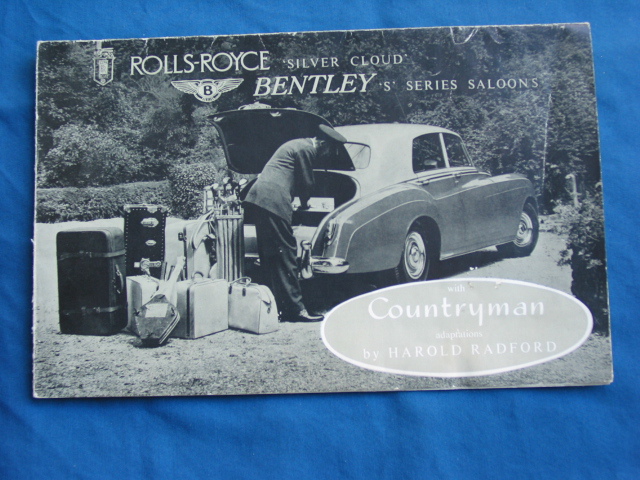 ROLLS-ROYCE 'SILVER CLOUD'
B BENTLEY 'S' SERIES SALOONS
with
Countryman
adaptations
by HAROLD RADFORD